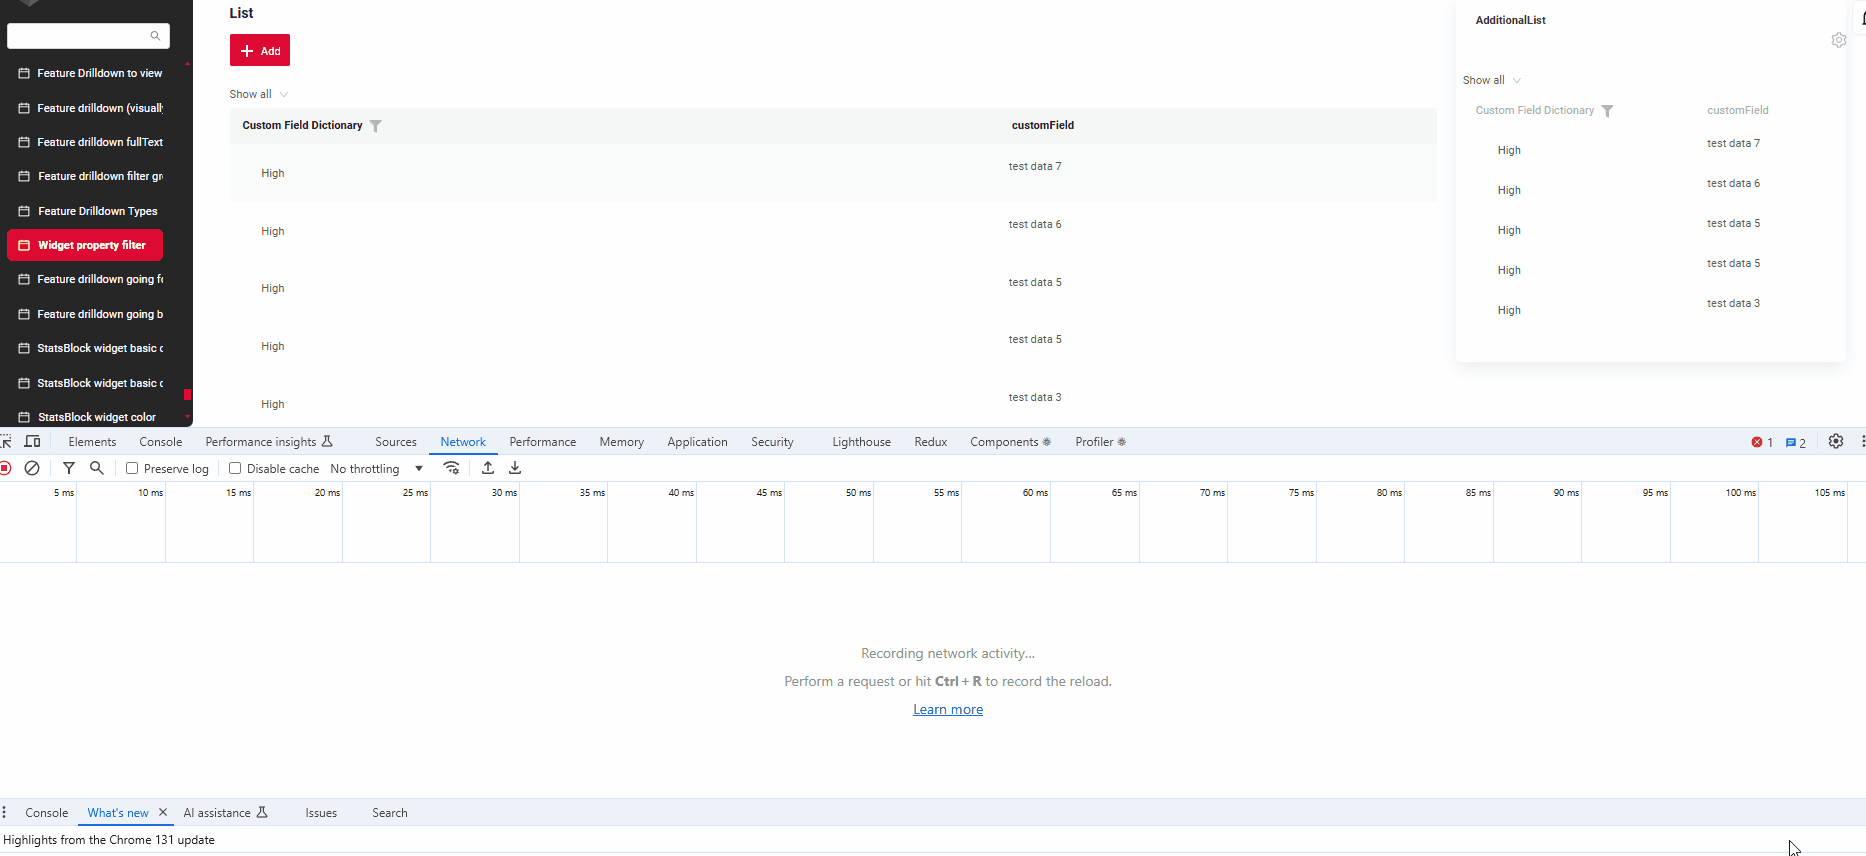 Feature Drilldown to view
Feature drilldown (visually
Feature drilldown fullText
Feature drilldown filter gr
Feature Drilldown Types
Widget property filter
Feature drilldown going fo
Feature drilldown going b
StatsBlock widget basic c
StatsBlock widget basic c
StatsBlock widget color
List
Add
Show all
Custom Field Dictionary customField
High test data 7
High test data 6
High test data 5
High test data 5
High test data 3
AdditionalList
Show all
Custom Field Dictionary customField
High test data 7
High test data 6
High test data 5
High test data 5
High test data 3
Elements Console Performance insights Sources Network Performance Memory Application Security Lighthouse Redux Components Profiler 1 2
Preserve log Disable cache No throttling
5 ms 10 ms 15 ms 20 ms 25 ms 30 ms 35 ms 40 ms 45 ms 50 ms 55 ms 60 ms 65 ms 70 ms 75 ms 80 ms 85 ms 90 ms 95 ms 100 ms 105 ms
Recording network activity...
Perform a request or hit Ctrl + R to record the reload.
Learn more
Console What's new AI assistance Issues Search
Highlights from the Chrome 131 update